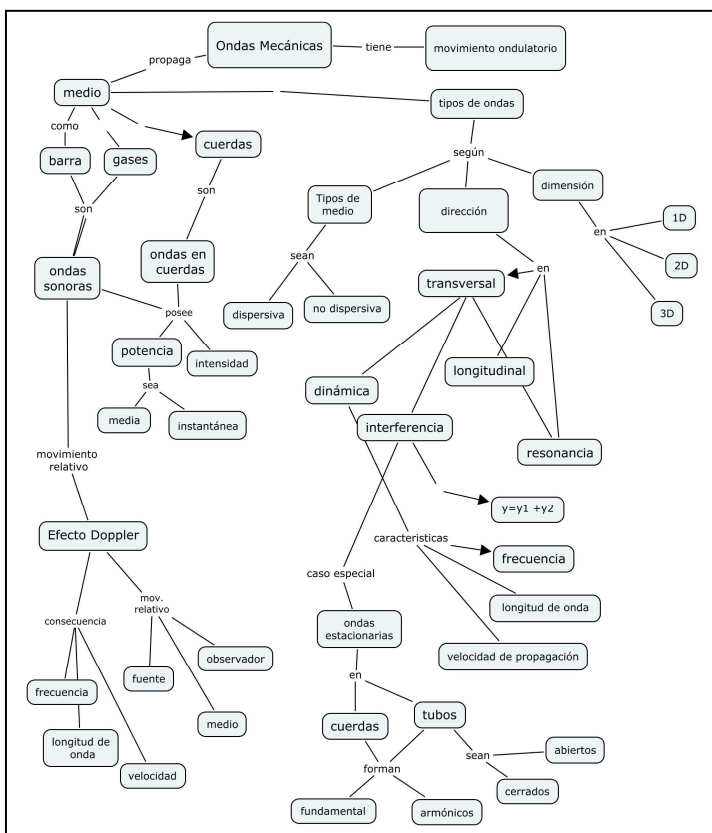 Ondas Mecánicas
tiene
movimiento ondulatorio
propaga
medio
tipos de ondas
como
cuerdas
barra
gases
según
son
son
Tipos de
medio
dirección
dimensión
1D
en
2D
3D
ondas
sonoras
ondas en
cuerdas
sean
en
transversal
dispersiva
no dispersiva
posee
potencia
intensidad
longitudinal
sea
dinámica
media
instantánea
interferencia
resonancia
movimiento
relativo
y=y1 +y2
Efecto Doppler
caracteristicas
frecuencia
caso especial
longitud de onda
mov.
relativo
consecuencia
ondas
estacionarias
velocidad de propagación
observador
fuente
en
frecuencia
medio
cuerdas
tubos
longitud de
onda
abiertos
sean
velocidad
forman
cerrados
fundamental
armónicos